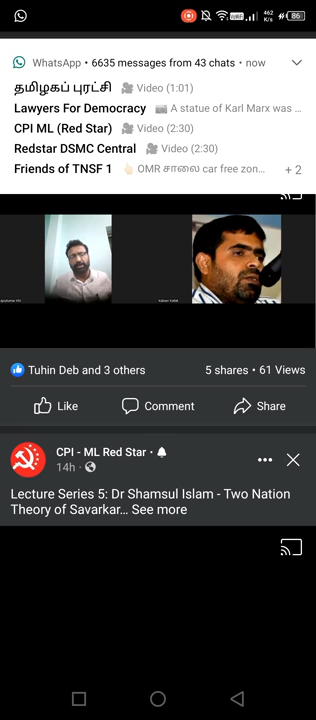 462
K/s
86
WhatsApp • 6635 messages from 43 chats • now
தமிழகப் புரட்சி 🎥 Video (1:01)
Lawyers For Democracy 📷 A statue of Karl Marx was ...
CPI ML (Red Star) 🎥 Video (2:30)
Redstar DSMC Central 🎥 Video (2:30)
Friends of TNSF 1 👆🏻 OMR சாலை car free zon... + 2
Tuhin Deb and 3 others 5 shares • 61 Views
Like Comment Share
CPI - ML Red Star •
14h •
Lecture Series 5: Dr Shamsul Islam - Two Nation
Theory of Savarkar... See more